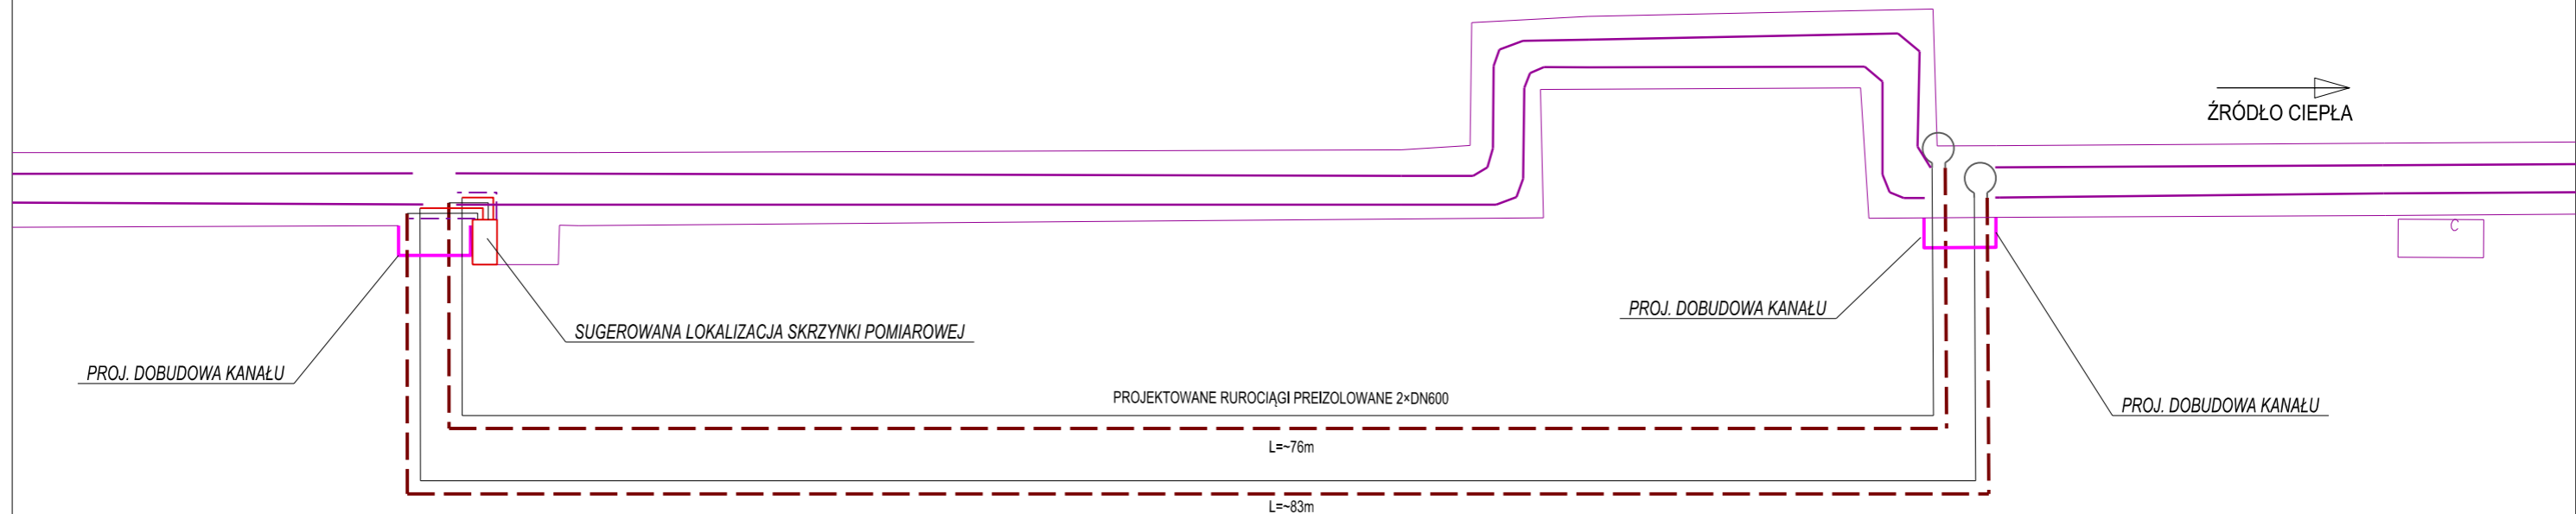 ŹRÓDŁO CIEPŁA
C
PROJ. DOBUDOWA KANAŁU
SUGEROWANA LOKALIZACJA SKRZYNKI POMIAROWEJ
PROJ. DOBUDOWA KANAŁU
PROJEKTOWANE RUROCIĄGI PREIZOLOWANE 2×DN600
PROJ. DOBUDOWA KANAŁU
L=~76m
L=~83m